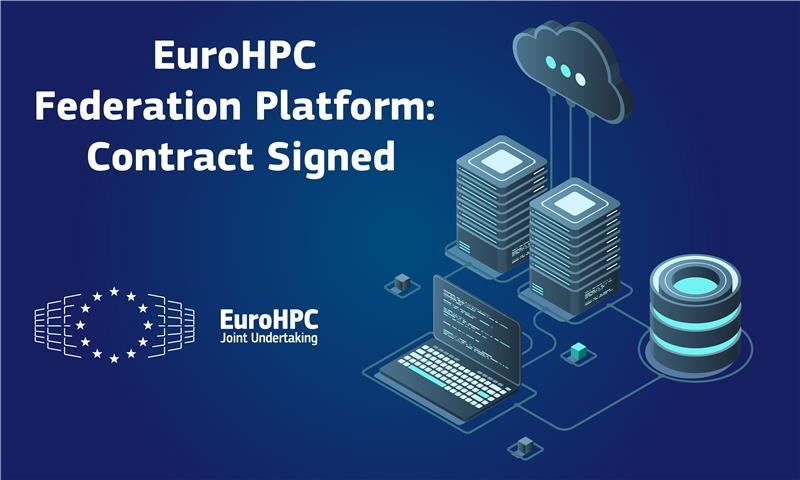 EuroHPC
Federation Platform:
Contract Signed
EuroHPC
Joint Undertaking